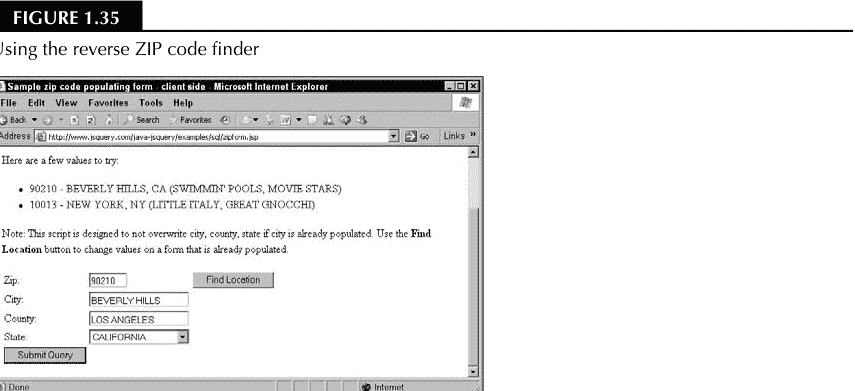 FIGURE 1.35
Using the reverse ZIP code finder
Sample zip code populating form - client side - Microsoft Internet Explorer
File Edit View Favorites Tools Help
Back Search Favorites
Address http://www.jsquery.com/java-jsquery/examples/sql/zipform.jsp Go Links »
Here are a few values to try:
• 90210 - BEVERLY HILLS, CA (SWIMMIN' POOLS, MOVIE STARS)
• 10013 - NEW YORK, NY (LITTLE ITALY, GREAT GNOCCHI)
Note: This script is designed to not overwrite city, county, state if city is already populated. Use the Find
Location button to change values on a form that is already populated.
Zip: 90210 Find Location
City: BEVERLY HILLS
County: LOS ANGELES
State: CALIFORNIA
Submit Query
Done Internet